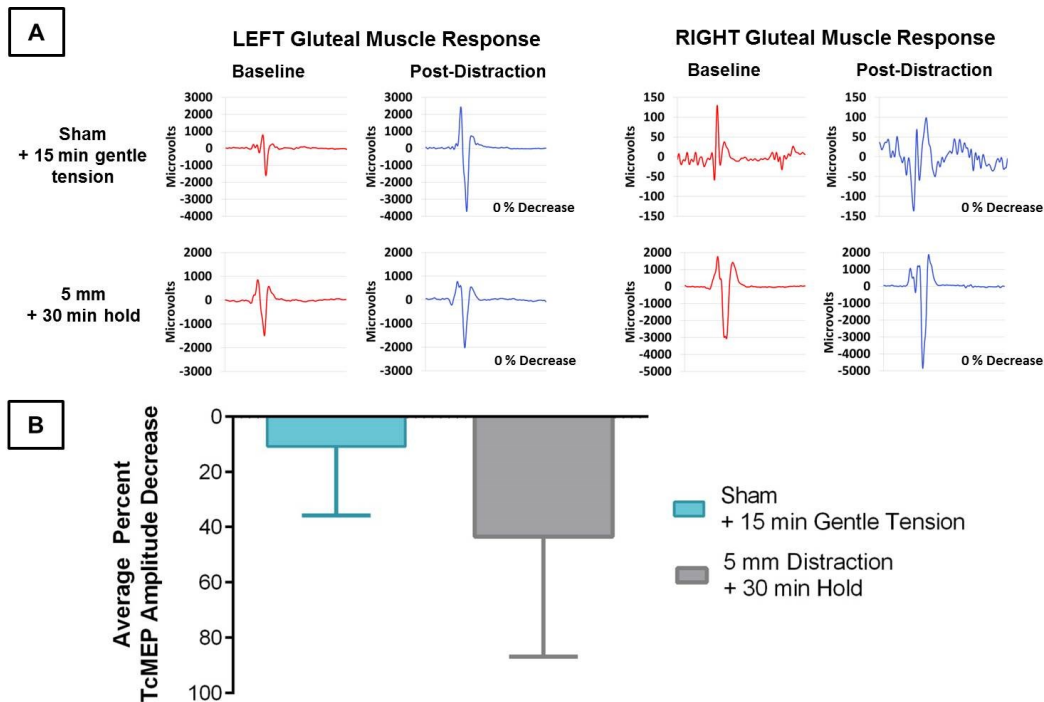 A
LEFT Gluteal Muscle Response
RIGHT Gluteal Muscle Response
Baseline
Post-Distraction
Baseline
Post-Distraction
Sham
+ 15 min gentle
tension
Microvolts
3000
2000
1000
0
-1000
-2000
-3000
-4000
Microvolts
3000
2000
1000
0
-1000
-2000
-3000
-4000
0 % Decrease
Microvolts
150
100
50
0
-50
-100
-150
Microvolts
150
100
50
0
-50
-100
-150
0 % Decrease
5 mm
+ 30 min hold
Microvolts
2000
1000
0
-1000
-2000
-3000
Microvolts
2000
1000
0
-1000
-2000
-3000
0 % Decrease
Microvolts
2000
1000
0
-1000
-2000
-3000
-4000
-5000
Microvolts
2000
1000
0
-1000
-2000
-3000
-4000
-5000
0 % Decrease
B
Average Percent
TcMEP Amplitude Decrease
0
20
40
60
80
100
Sham
+ 15 min Gentle Tension
5 mm Distraction
+ 30 min Hold